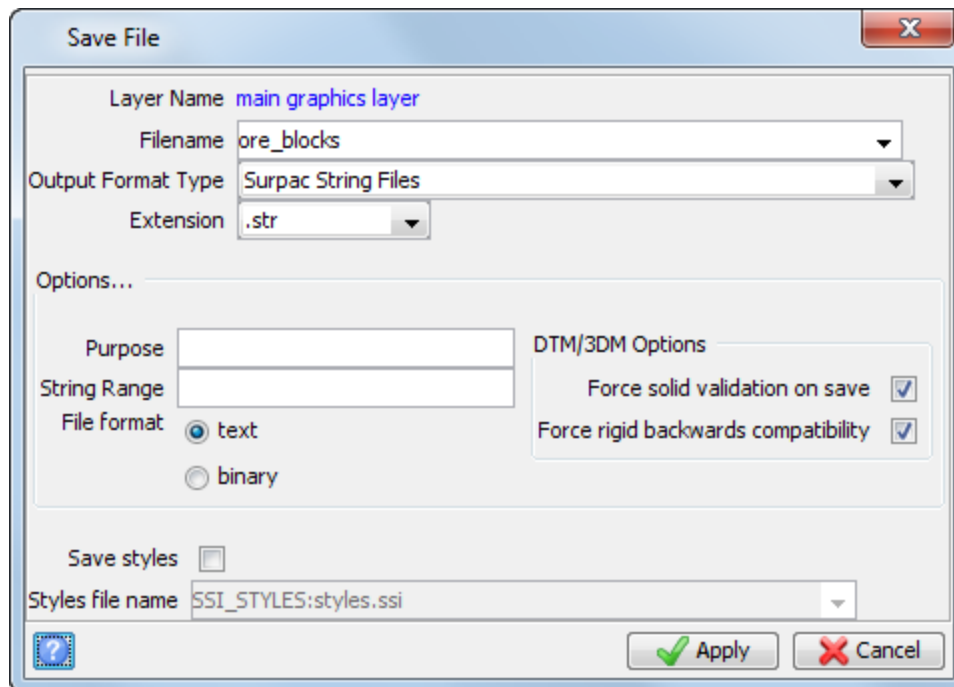 Save File
Layer Name main graphics layer
Filename ore_blocks
Output Format Type Surpac String Files
Extension .str
Options...
Purpose
String Range
File format text
binary
DTM/3DM Options
Force solid validation on save
Force rigid backwards compatibility
Save styles
Styles file name SSI_STYLES:styles.ssi
? Apply Cancel